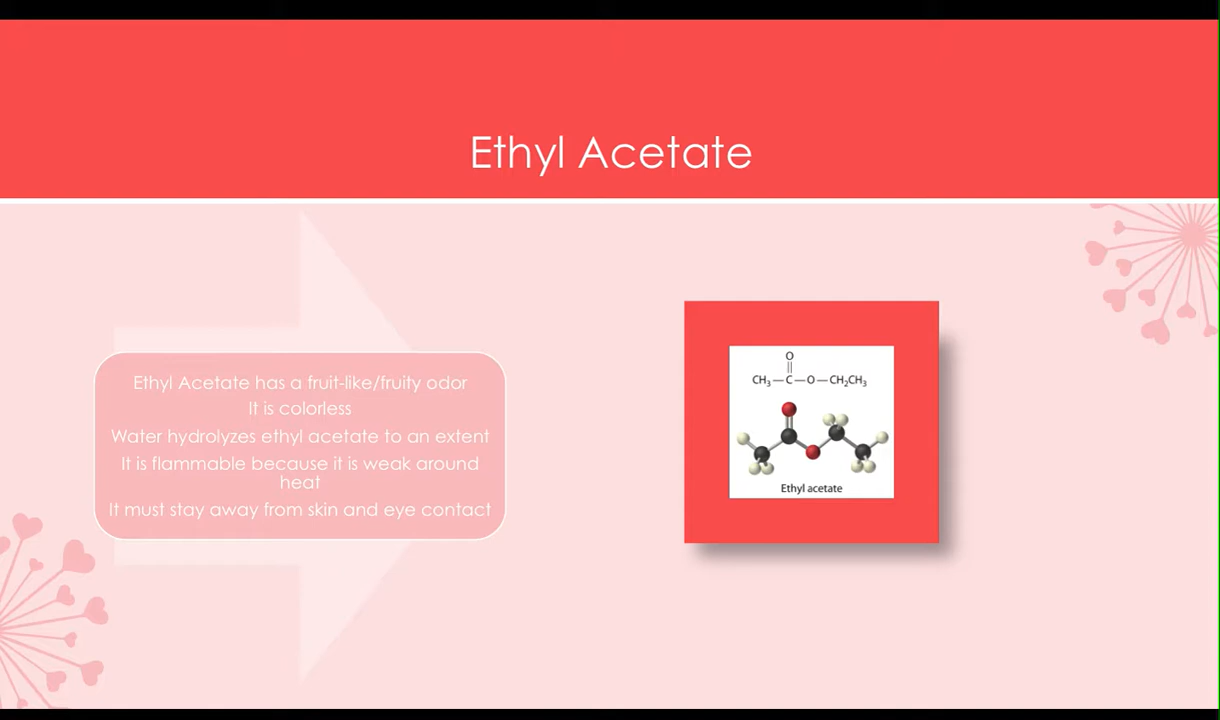 Ethyl Acetate
Ethyl Acetate has a fruit-like/fruity odor
It is colorless
Water hydrolyzes ethyl acetate to an extent
It is flammable because it is weak around
heat
It must stay away from skin and eye contact
O
CH₃—C—O—CH₂CH₃
Ethyl acetate